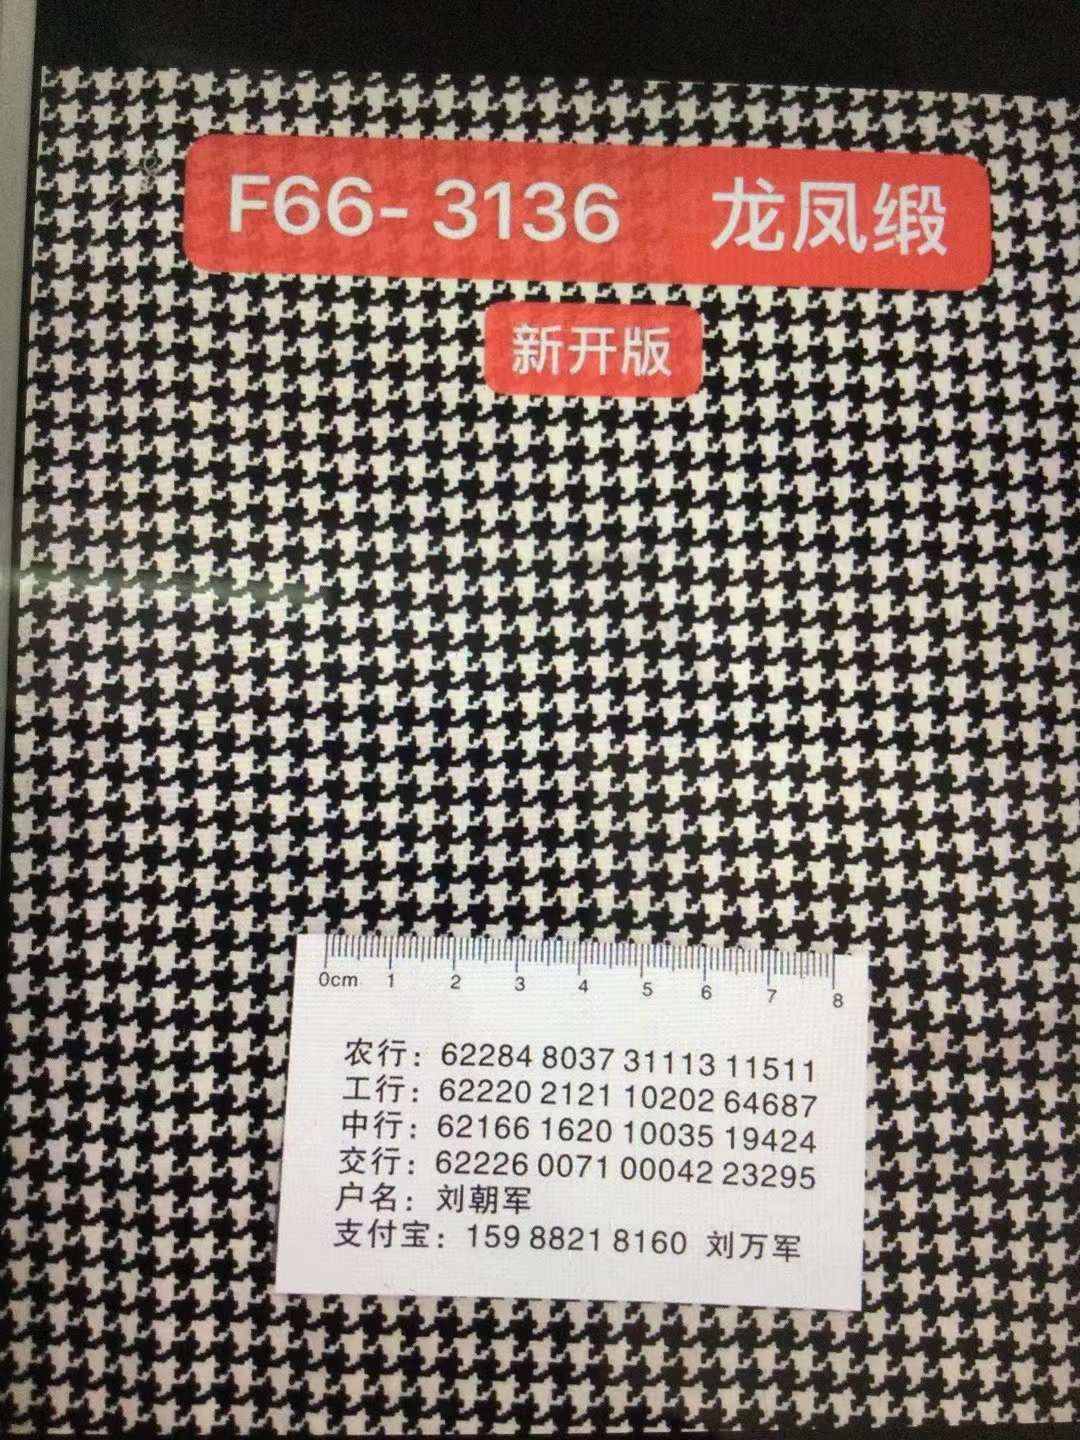 F66- 3136 龙凤缎
新开版
0cm 1 2 3 4 5 6 7 8
农行：62284 8037 31113 11511
工行：62220 2121 10202 64687
中行：62166 1620 10035 19424
交行：62226 0071 00042 23295
户名：刘朝军
支付宝：159 8821 8160 刘万军